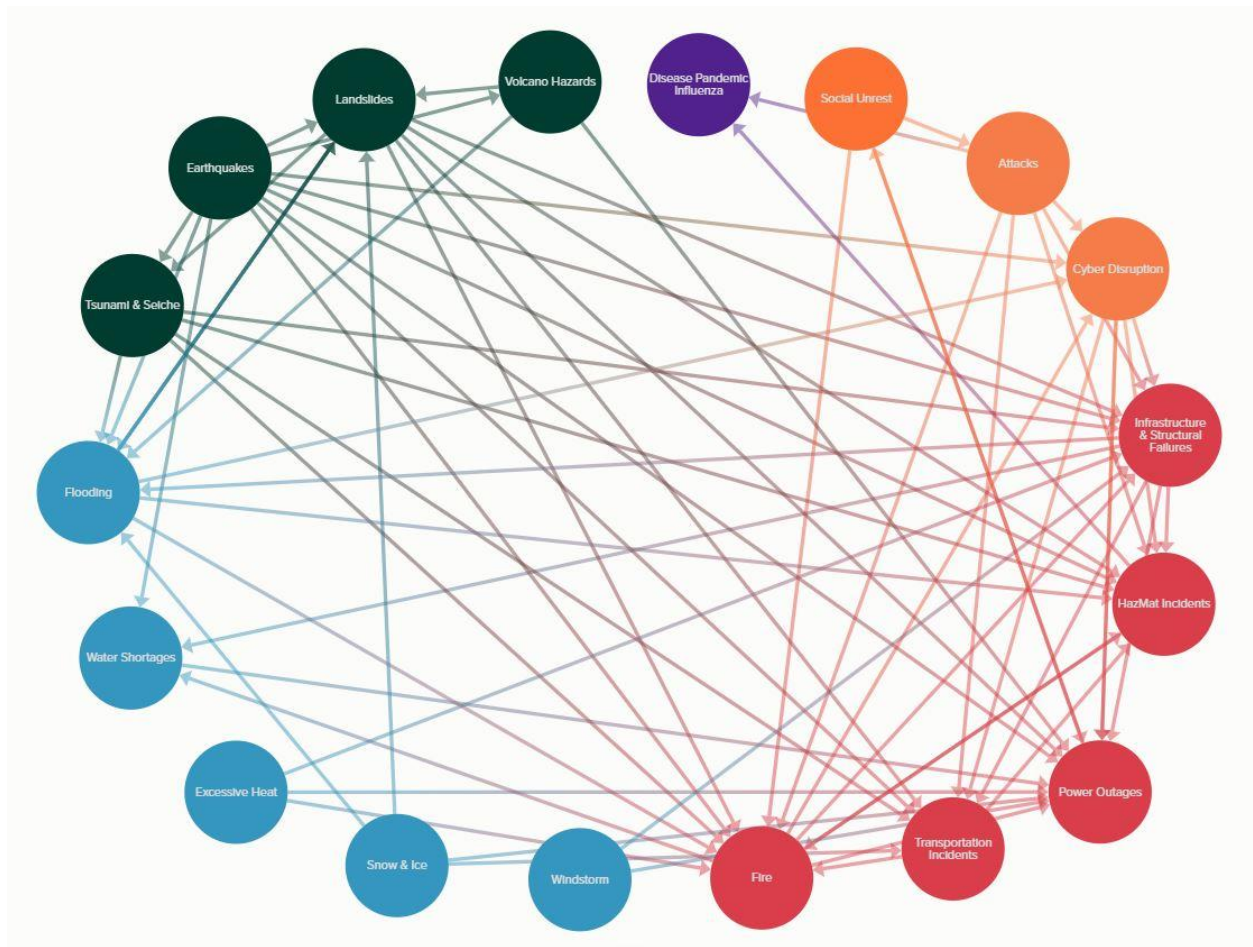 Volcano Hazards
Disease Pandemic
Influenza
Social Unrest
Landslides
Attacks
Earthquakes
Cyber Disruption
Tsunami & Seiche
Infrastructure
& Structural
Failures
Flooding
HazMat Incidents
Water Shortages
Excessive Heat
Power Outages
Transportation
Incidents
Snow & Ice
Windstorm
Fire